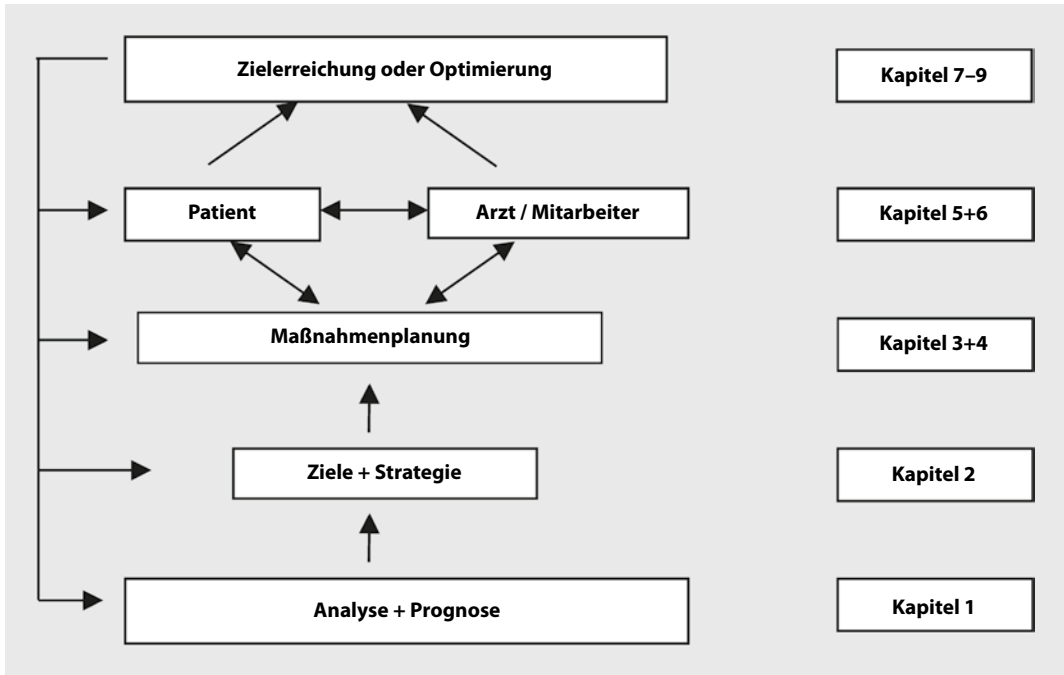 Zielerreichung oder Optimierung
Kapitel 7–9
Patient
Arzt / Mitarbeiter
Kapitel 5+6
Maßnahmenplanung
Kapitel 3+4
Ziele + Strategie
Kapitel 2
Analyse + Prognose
Kapitel 1